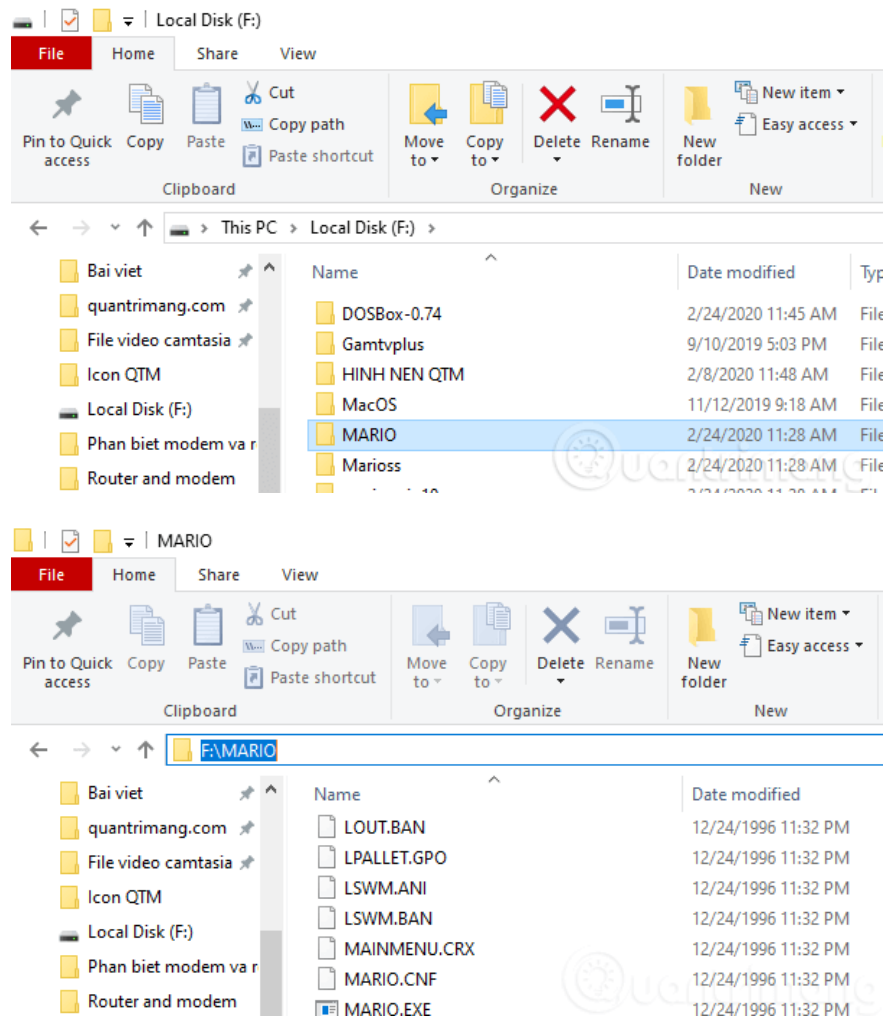 Local Disk (F:)
File Home Share View
Pin to Quick access
Copy
Paste
Cut
Copy path
Paste shortcut
Move to
Copy to
Delete
Rename
New folder
New item
Easy access
Clipboard Organize New
This PC > Local Disk (F:) >
Bai viet
quantrimang.com
File video camtasia
Icon QTM
Local Disk (F:)
Phan biet modem va r
Router and modem
Name Date modified Typ
DOSBox-0.74 2/24/2020 11:45 AM File
Gamtvplus 9/10/2019 5:03 PM File
HINH NEN QTM 2/8/2020 11:48 AM File
MacOS 11/12/2019 9:18 AM File
MARIO 2/24/2020 11:28 AM File
Marioss 2/24/2020 11:28 AM File
Quantrimang
MARIO
File Home Share View
Pin to Quick access
Copy
Paste
Cut
Copy path
Paste shortcut
Move to
Copy to
Delete
Rename
New folder
New item
Easy access
Clipboard Organize New
F:\MARIO
Bai viet
quantrimang.com
File video camtasia
Icon QTM
Local Disk (F:)
Phan biet modem va r
Router and modem
Name Date modified
LOUT.BAN 12/24/1996 11:32 PM
LPALLET.GPO 12/24/1996 11:32 PM
LSWM.ANI 12/24/1996 11:32 PM
LSWM.BAN 12/24/1996 11:32 PM
MAINMENU.CRX 12/24/1996 11:32 PM
MARIO.CNF 12/24/1996 11:32 PM
MARIO.EXE 12/24/1996 11:32 PM
Quantrimang